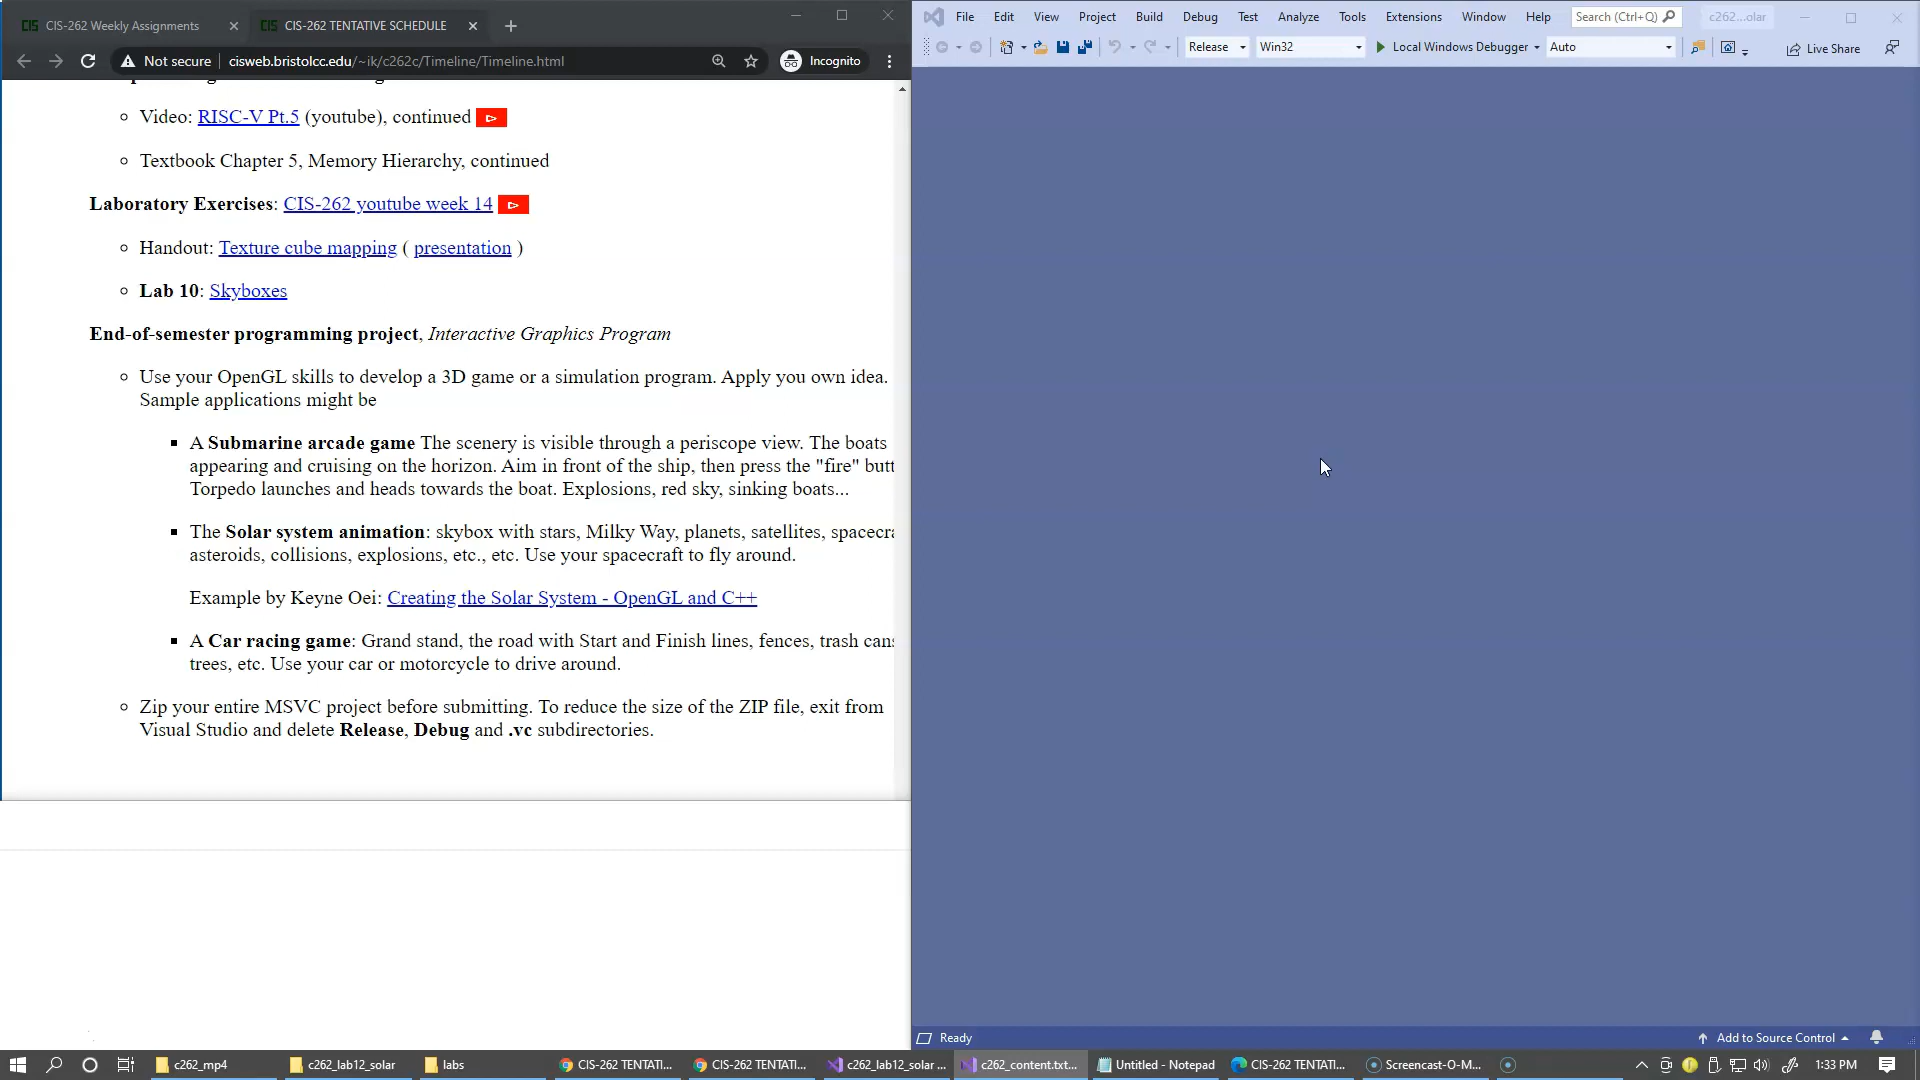 CIS CIS-262 Weekly Assignments
CIS CIS-262 TENTATIVE SCHEDULE
Not secure cisweb.bristolcc.edu/~ik/c262c/Timeline/Timeline.html Incognito
Video: RISC-V Pt.5 (youtube), continued
Textbook Chapter 5, Memory Hierarchy, continued
Laboratory Exercises: CIS-262 youtube week 14
Handout: Texture cube mapping ( presentation )
Lab 10: Skyboxes
End-of-semester programming project, Interactive Graphics Program
Use your OpenGL skills to develop a 3D game or a simulation program. Apply you own idea.
Sample applications might be
A Submarine arcade game The scenery is visible through a periscope view. The boats
appearing and cruising on the horizon. Aim in front of the ship, then press the "fire" butt
Torpedo launches and heads towards the boat. Explosions, red sky, sinking boats...
The Solar system animation: skybox with stars, Milky Way, planets, satellites, spacecra
asteroids, collisions, explosions, etc., etc. Use your spacecraft to fly around.
Example by Keyne Oei: Creating the Solar System - OpenGL and C++
A Car racing game: Grand stand, the road with Start and Finish lines, fences, trash cans
trees, etc. Use your car or motorcycle to drive around.
Zip your entire MSVC project before submitting. To reduce the size of the ZIP file, exit from
Visual Studio and delete Release, Debug and .vc subdirectories.
File Edit View Project Build Debug Test Analyze Tools Extensions Window Help Search (Ctrl+Q) c262...olar
Release Win32 Local Windows Debugger Auto Live Share
Ready Add to Source Control
c262_mp4 c262_lab12_solar labs CIS-262 TENTATI... CIS-262 TENTATI... c262_lab12_solar ... c262_content.txt... Untitled - Notepad CIS-262 TENTATI... Screencast-O-M... 1:33 PM